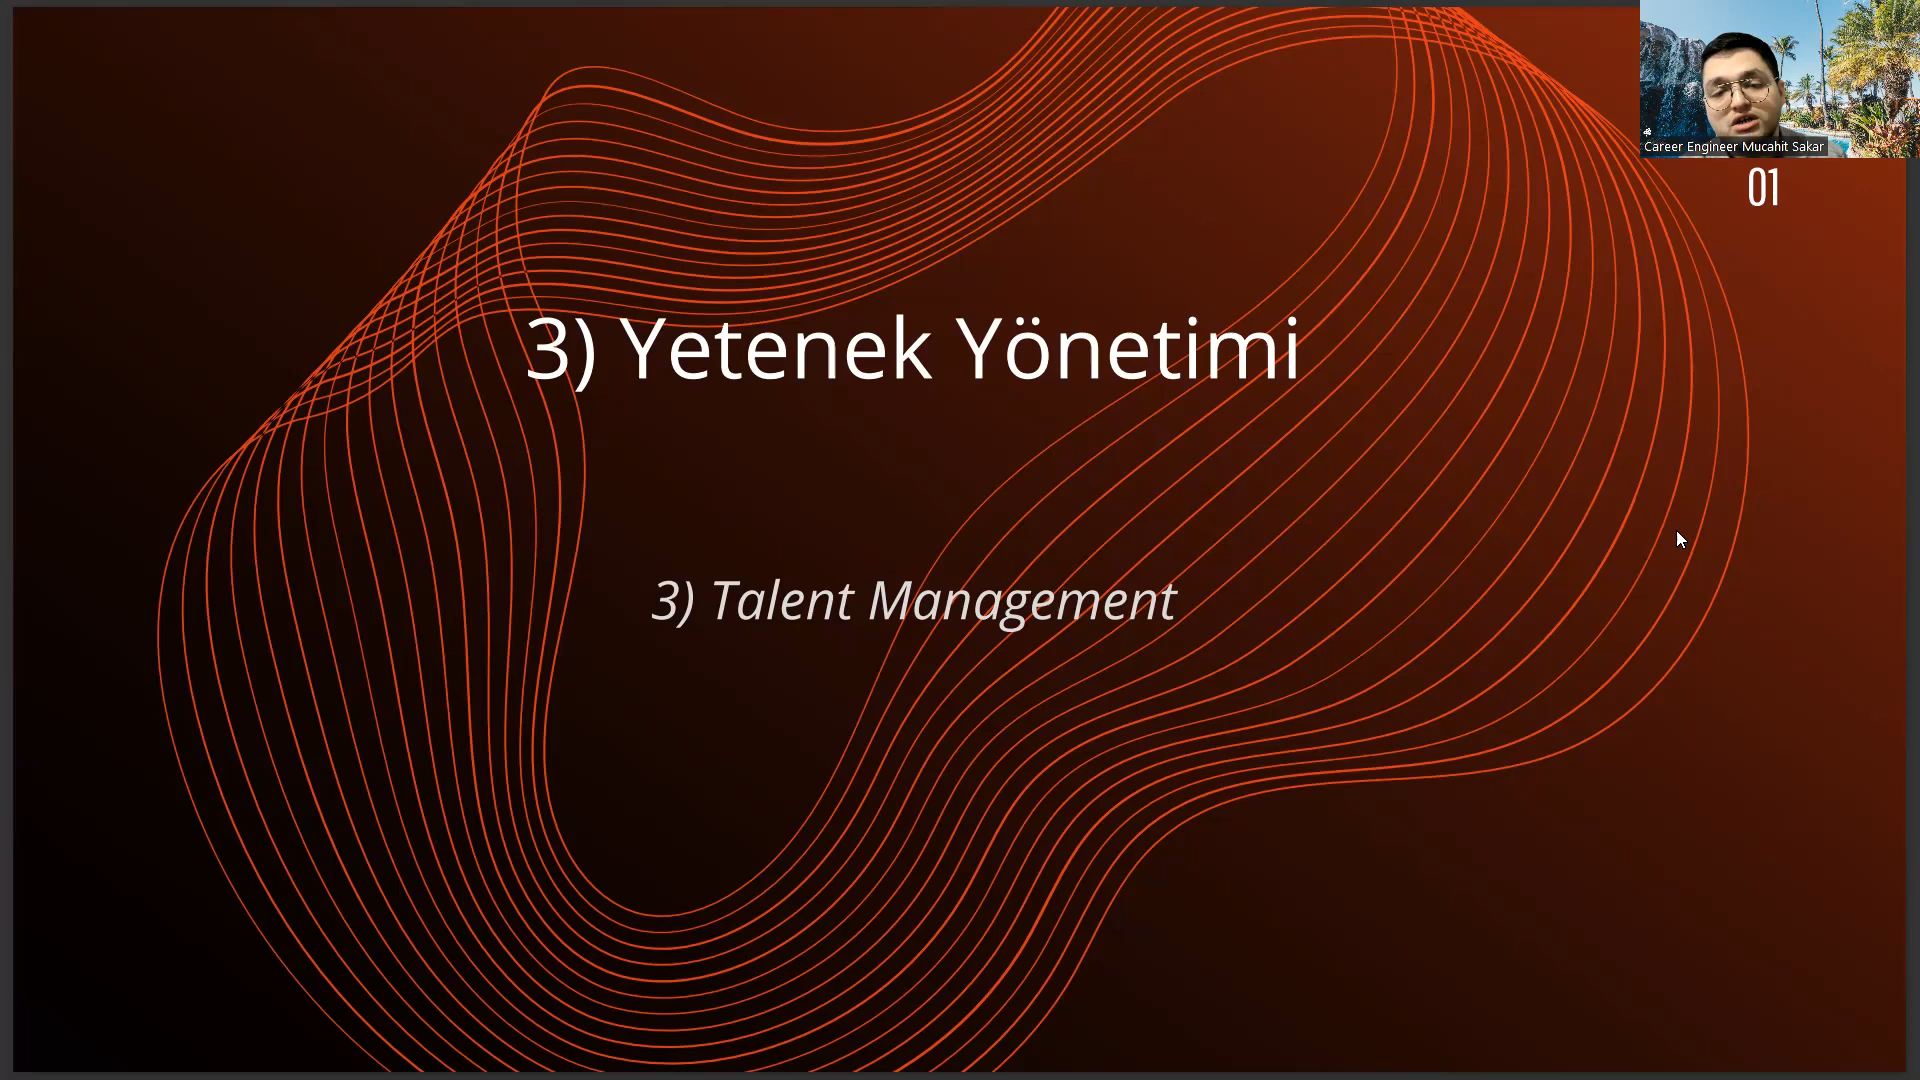 Career Engineer Mucahit Sakar
01
3) Yetenek Yönetimi
3) Talent Management